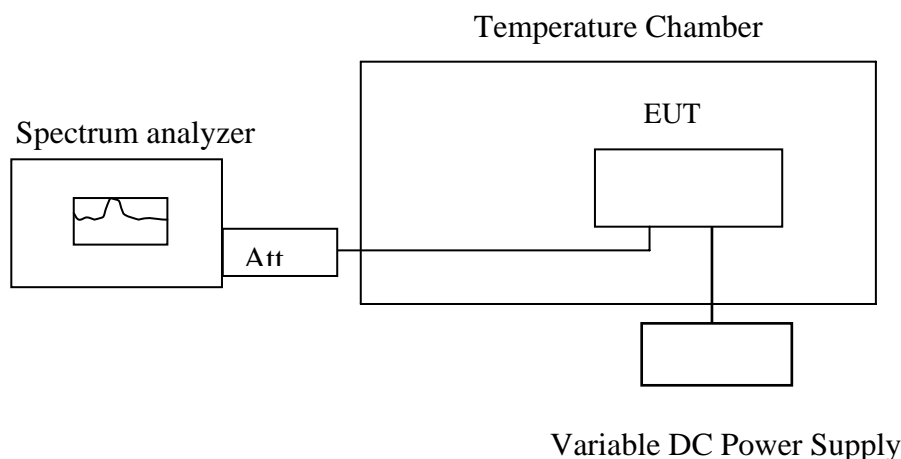 Temperature Chamber
EUT
Spectrum analyzer
Att
Variable DC Power Supply